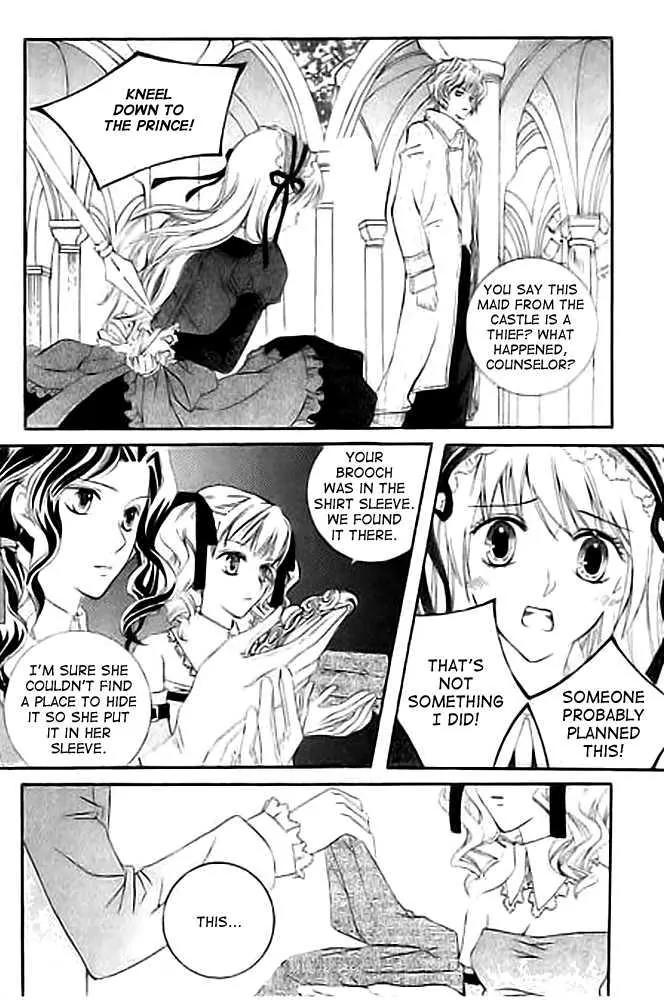 KNEEL
DOWN TO
THE PRINCE!
YOU SAY THIS
MAID FROM THE
CASTLE IS A
THIEF? WHAT
HAPPENED,
COUNSELOR?
YOUR
BROOCH
WAS IN THE
SHIRT SLEEVE.
WE FOUND
IT THERE.
I'M SURE SHE
COULDN'T FIND
A PLACE TO HIDE
IT SO SHE PUT
IT IN HER
SLEEVE.
THAT'S
NOT
SOMETHING
I DID!
SOMEONE
PROBABLY
PLANNED
THIS!
THIS...